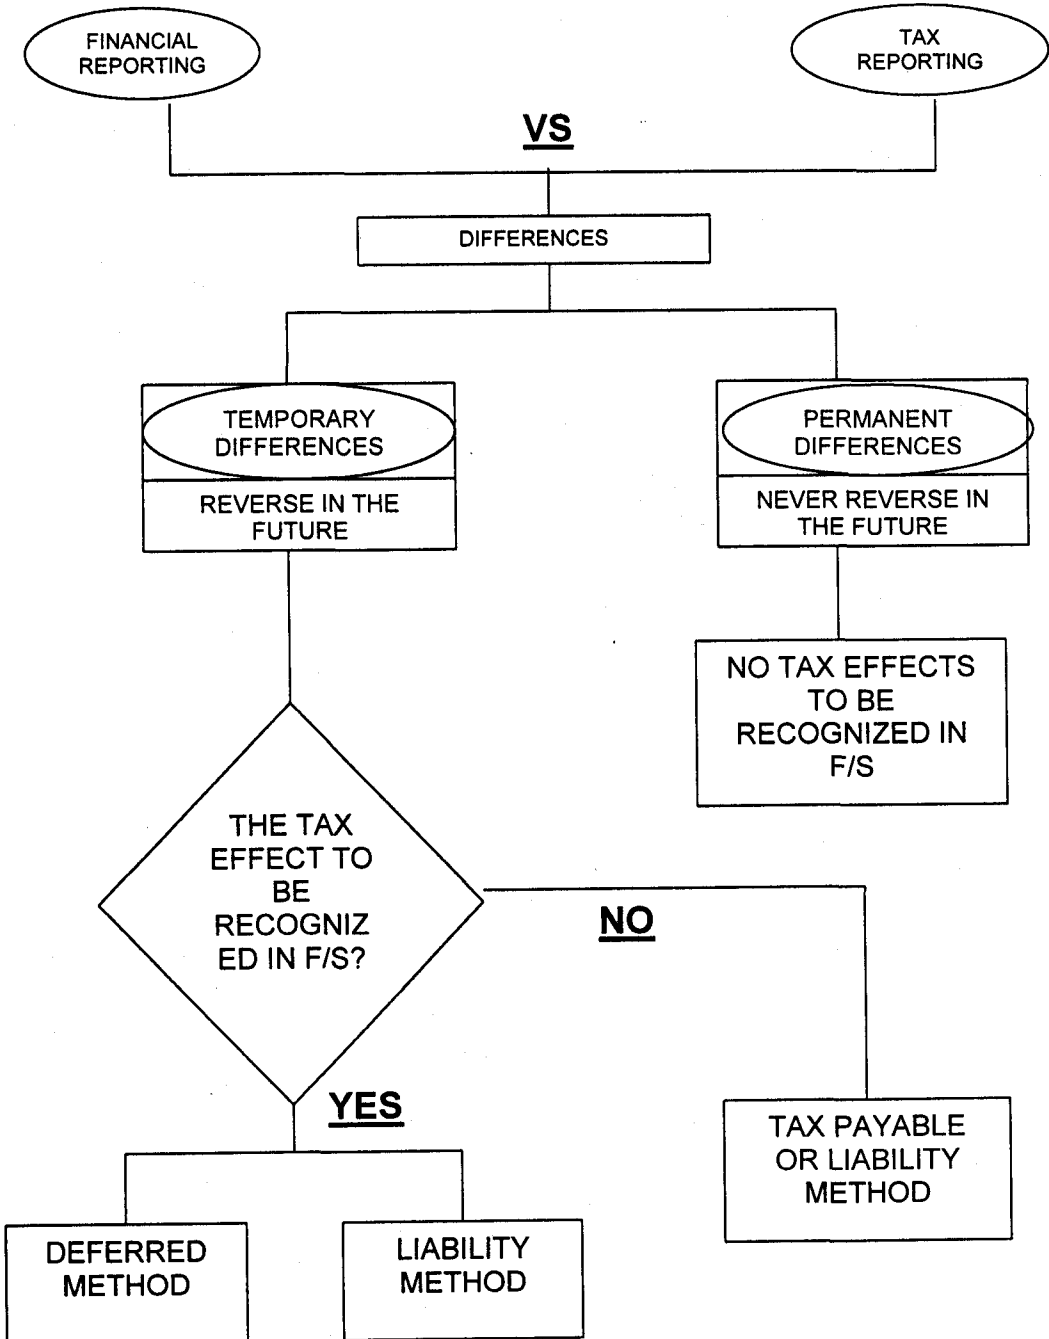 FINANCIAL
REPORTING
TAX
REPORTING
VS
DIFFERENCES
TEMPORARY
DIFFERENCES
REVERSE IN THE
FUTURE
PERMANENT
DIFFERENCES
NEVER REVERSE IN
THE FUTURE
NO TAX EFFECTS
TO BE
RECOGNIZED IN
F/S
THE TAX
EFFECT TO
BE
RECOGNIZ
ED IN F/S?
NO
YES
TAX PAYABLE
OR LIABILITY
METHOD
DEFERRED
METHOD
LIABILITY
METHOD